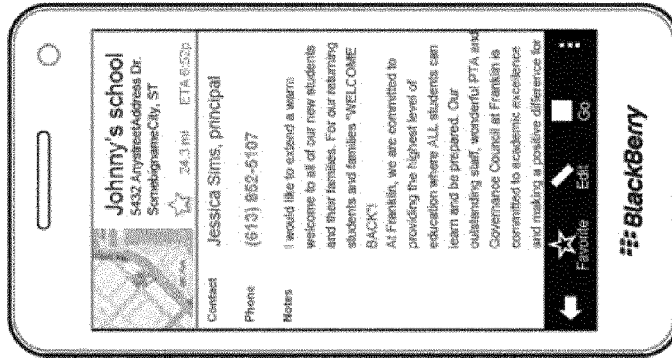 Johnny's school
5432 AnystreetAddress Dr.
SomebignameCity, ST
24.3 mi ETA 6:52p
Contact Jessica Sims, principal
Phone (613) 852-5107
Notes I would like to extend a warm
welcome to all of our new students
and their families. For our returning
students and families "WELCOME
BACK"!
At Franklin, we are committed to
providing the highest level of
education where ALL students can
learn and be prepared. Our
outstanding staff, wonderful PTA and
Governance Council at Franklin is
committed to academic excellence
and making a positive difference for
Favorite Edit Go
BlackBerry